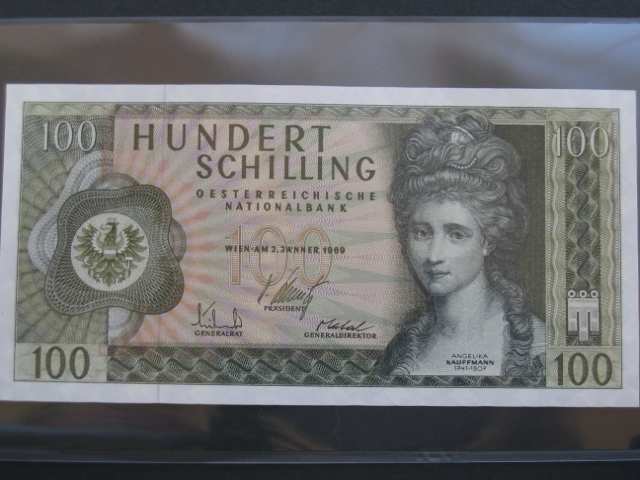 100
HUNDERT
SCHILLING
OESTERREICHISCHE
NATIONALBANK
WIEN·AM 2.JÄNNER 1969
100
PRÄSIDENT
GENERALRAT
GENERALDIREKTOR
100
ANGELIKA
KAUFFMANN
1741-1807
100
100